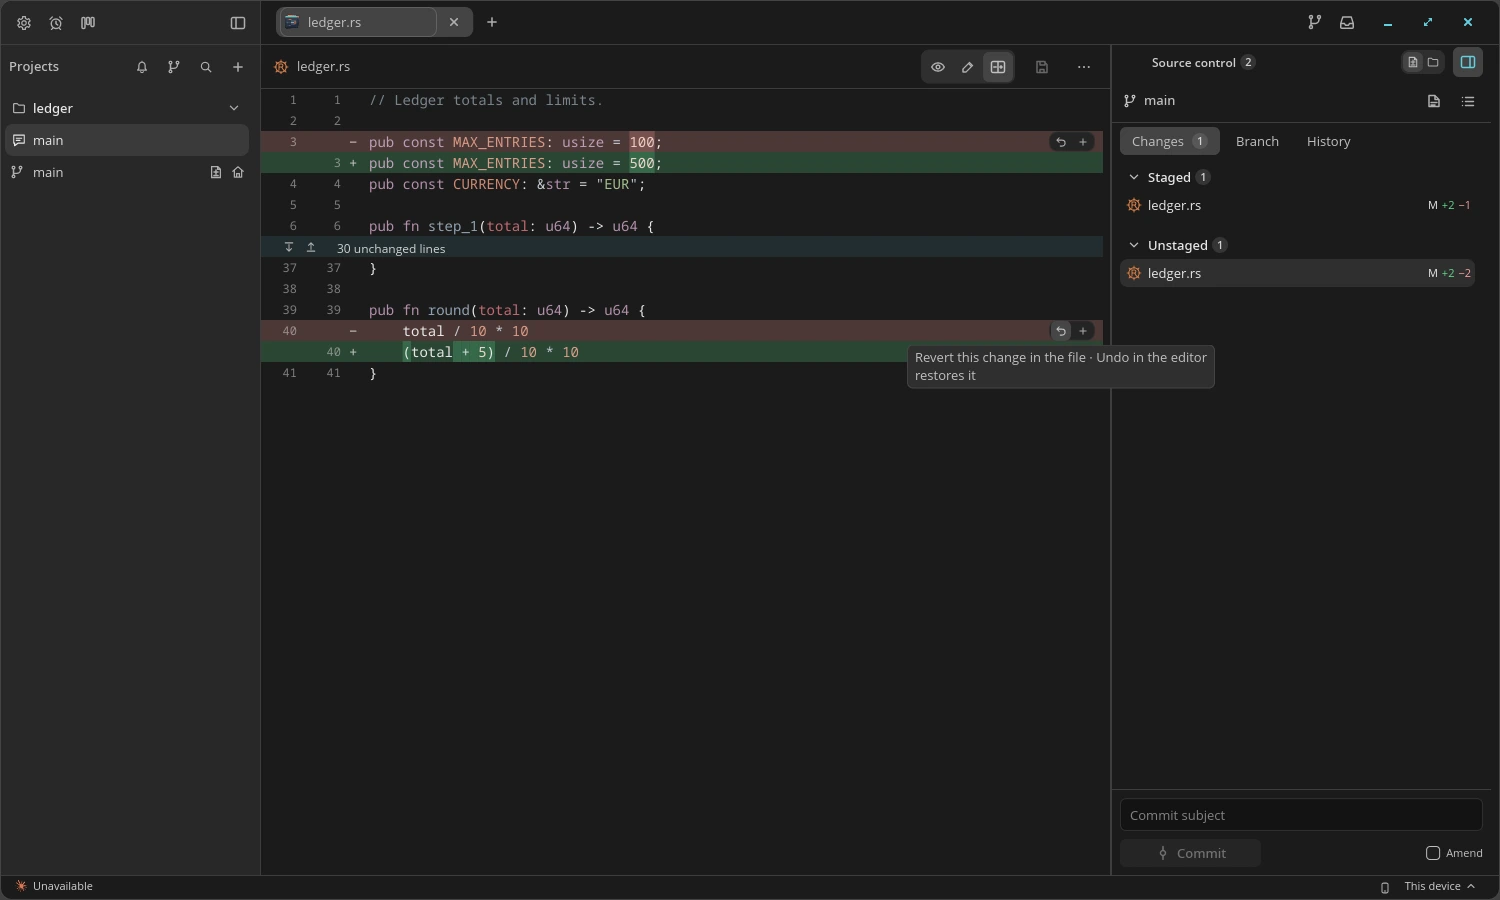 ledger.rs
Projects
ledger
main
main
ledger.rs
1 1 // Ledger totals and limits.
2 2
3 − pub const MAX_ENTRIES: usize = 100;
3 + pub const MAX_ENTRIES: usize = 500;
4 4 pub const CURRENCY: &str = "EUR";
5 5
6 6 pub fn step_1(total: u64) -> u64 {
30 unchanged lines
37 37 }
38 38
39 39 pub fn round(total: u64) -> u64 {
40 − total / 10 * 10
40 + (total + 5) / 10 * 10
41 41 }
Revert this change in the file · Undo in the editor
restores it
Source control 2
main
Changes 1 Branch History
Staged 1
ledger.rs M +2 −1
Unstaged 1
ledger.rs M +2 −2
Commit subject
Commit
Amend
Unavailable
This device